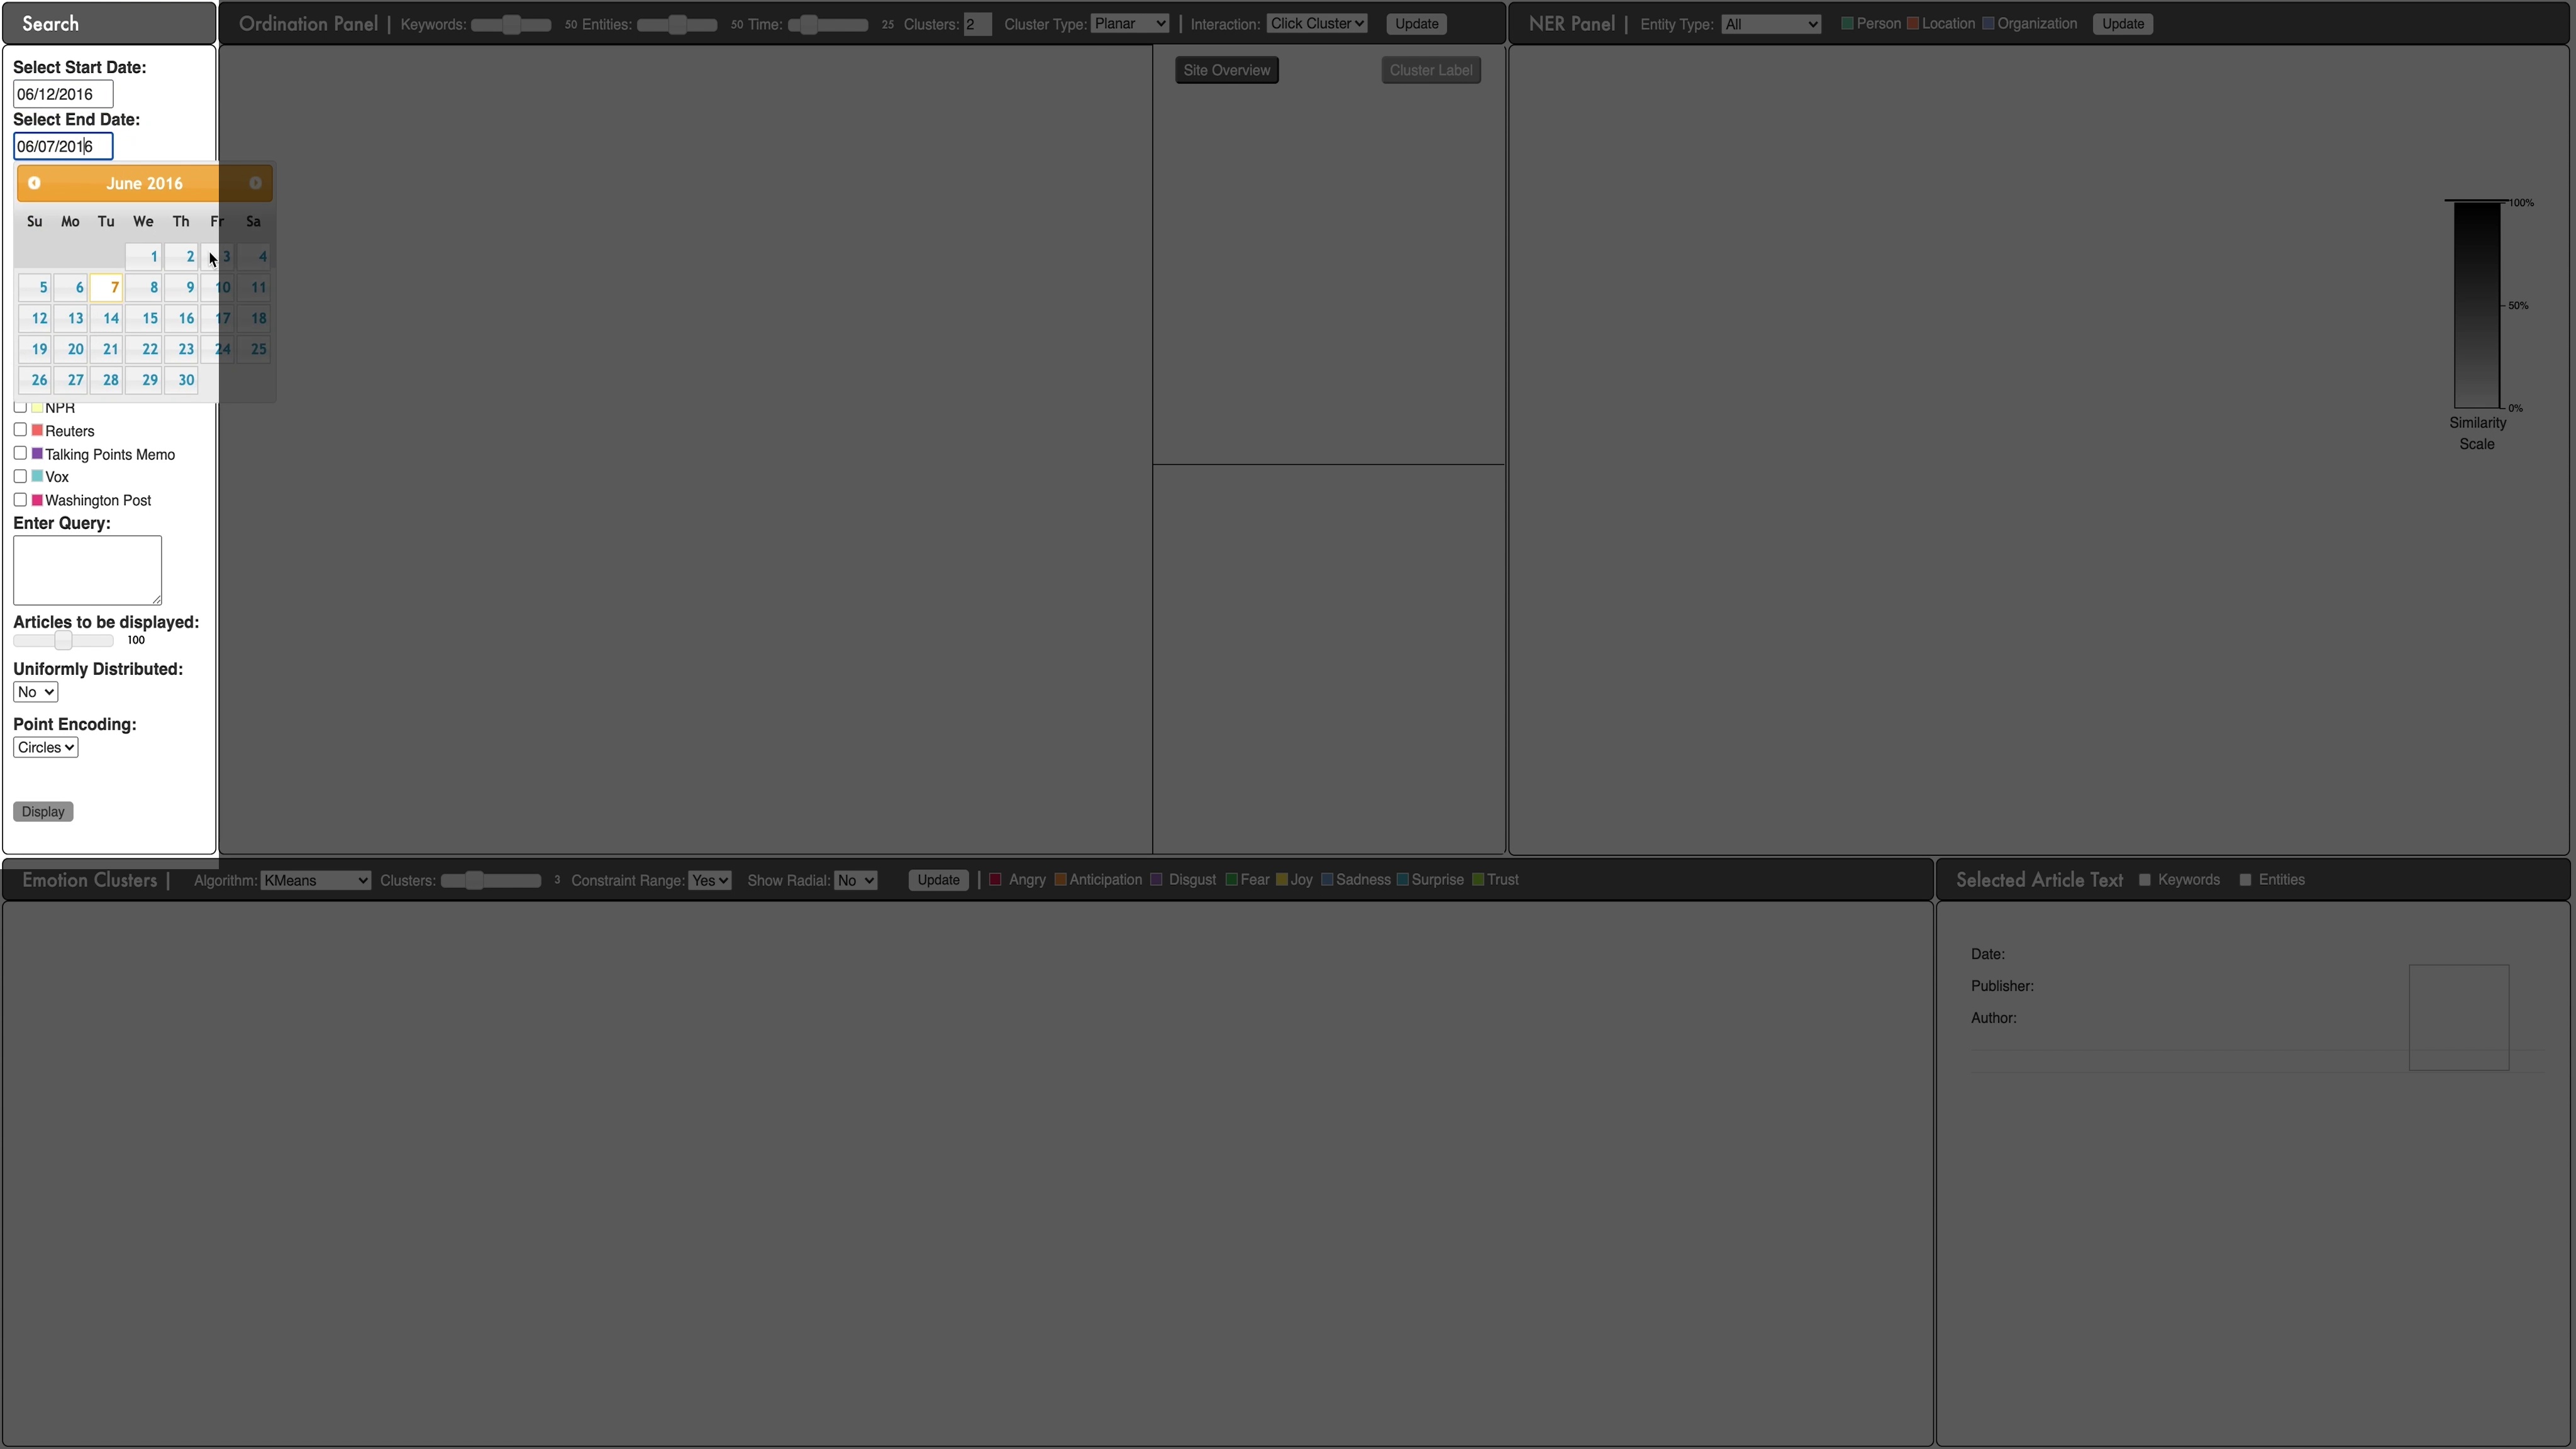 Search
Ordination Panel | Keywords: 50 Entities: 50 Time: 25 Clusters: 2 Cluster Type: Planar | Interaction: Click Cluster Update
NER Panel | Entity Type: All Person Location Organization Update
Select Start Date:
06/12/2016
Select End Date:
06/07/2016
June 2016
Su Mo Tu We Th Fr Sa
1 2 3 4
5 6 7 8 9 10 11
12 13 14 15 16 17 18
19 20 21 22 23 24 25
26 27 28 29 30
NPR
Reuters
Talking Points Memo
Vox
Washington Post
Enter Query:
Articles to be displayed:
100
Uniformly Distributed:
No
Point Encoding:
Circles
Display
Site Overview Cluster Label
100%
50%
0%
Similarity
Scale
Emotion Clusters | Algorithm: KMeans Clusters: 3 Constraint Range: Yes Show Radial: No Update | Angry Anticipation Disgust Fear Joy Sadness Surprise Trust
Selected Article Text Keywords Entities
Date:
Publisher:
Author: